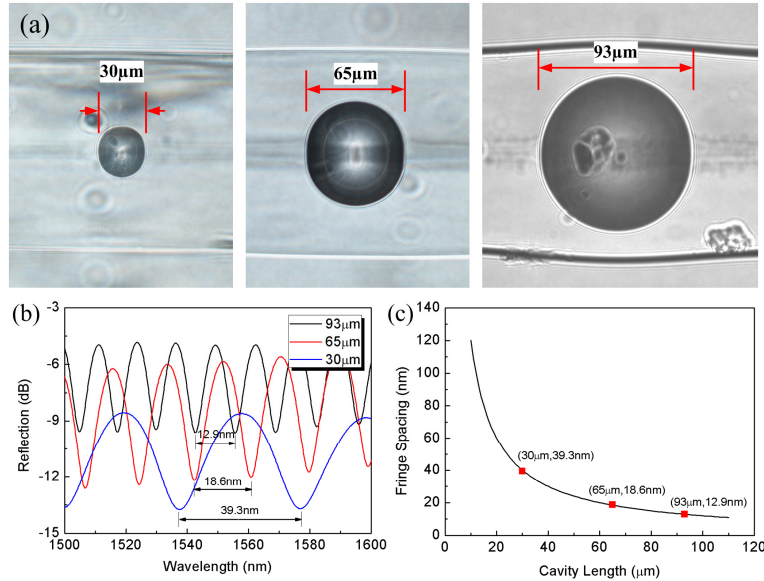 (a)
30µm
65µm
93µm
(b)
-3
-6
-9
-12
-15
Reflection (dB)
93µm
65µm
30µm
12.9nm
18.6nm
39.3nm
1500 1520 1540 1560 1580 1600
Wavelength (nm)
(c)
140
120
100
80
60
40
20
0
Fringe Spacing (nm)
(30µm,39.3nm)
(65µm,18.6nm)
(93µm,12.9nm)
0 20 40 60 80 100 120
Cavity Length (µm)